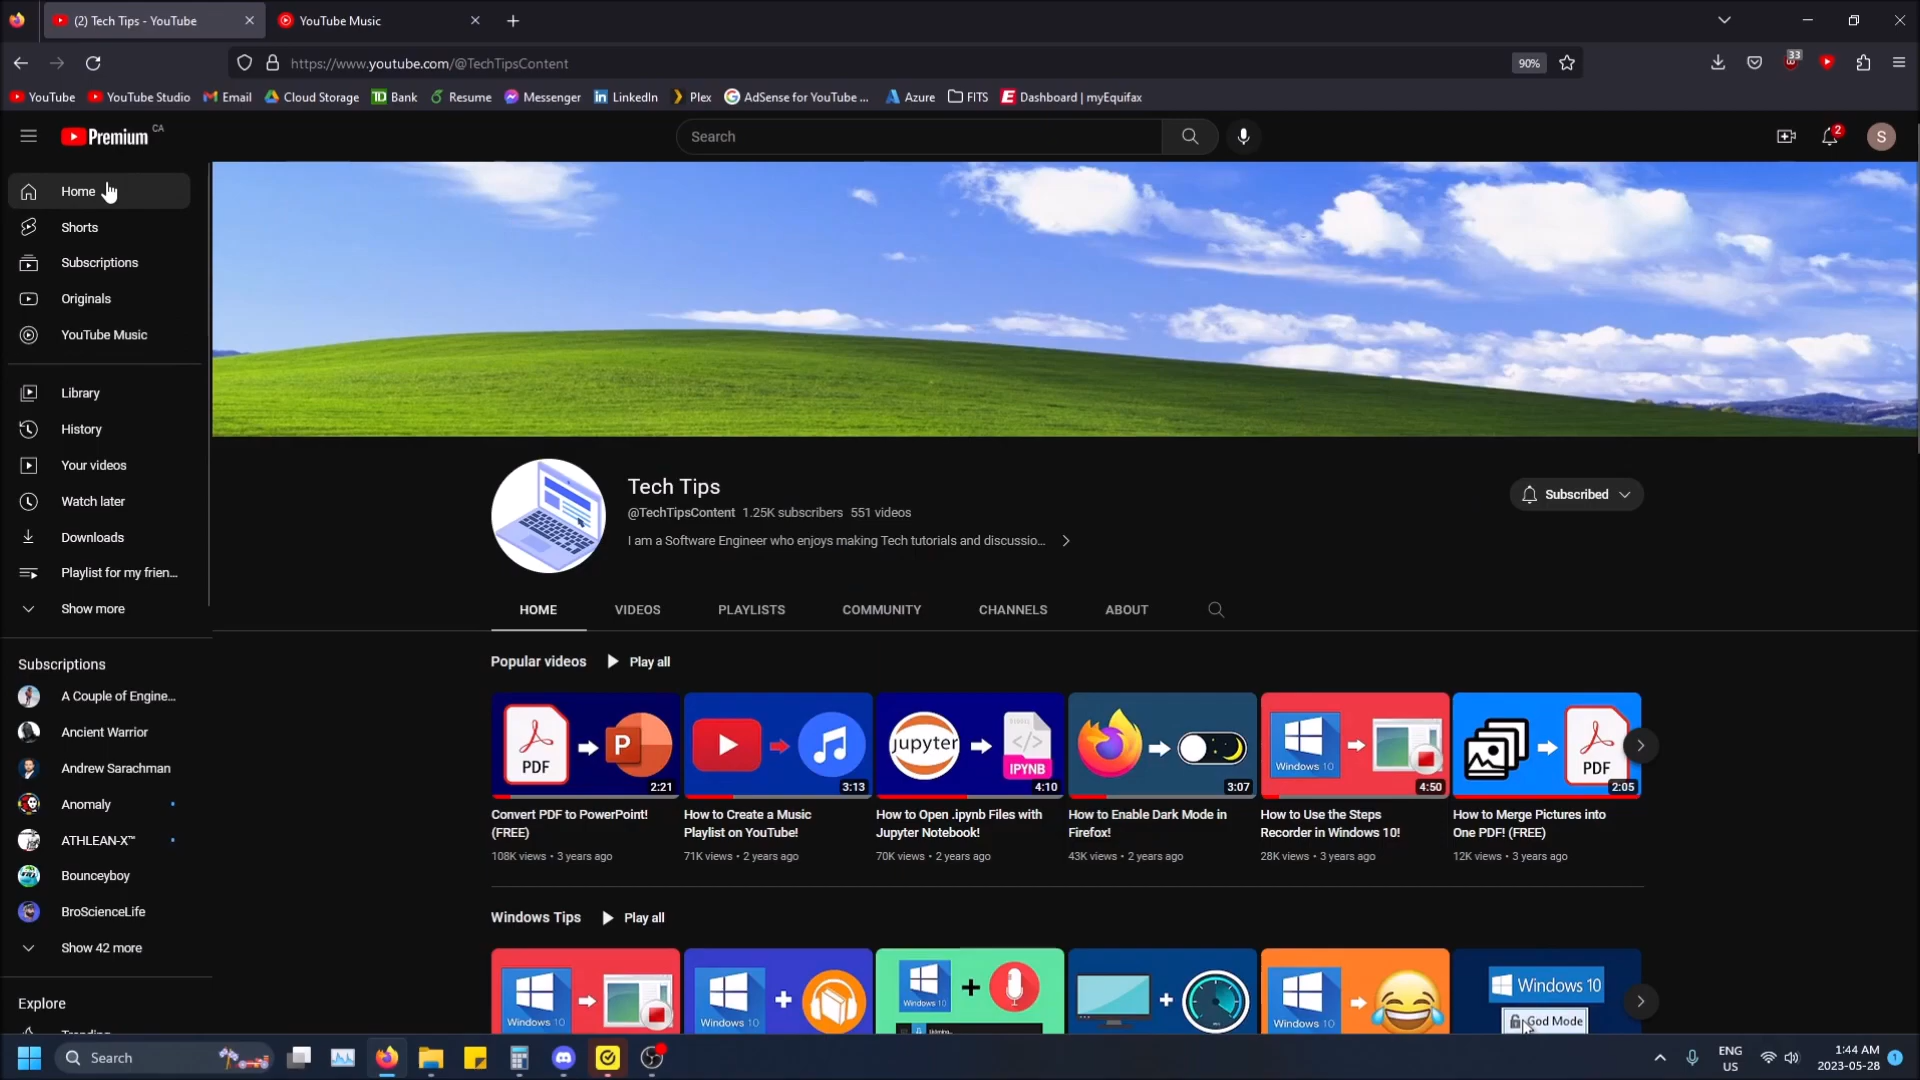 (2) Tech Tips - YouTube
YouTube Music
https://www.youtube.com/@TechTipsContent
90%
33
YouTube
YouTube Studio
Email
Cloud Storage
TD Bank
Resume
Messenger
LinkedIn
Plex
AdSense for YouTube ...
Azure
FITS
Dashboard | myEquifax
Premium CA
Search
2
S
Home
Shorts
Subscriptions
Originals
YouTube Music
Library
History
Your videos
Watch later
Downloads
Playlist for my frien...
Show more
Subscriptions
A Couple of Engine...
Ancient Warrior
Andrew Sarachman
Anomaly
ATHLEAN-X™
Bounceyboy
BroScienceLife
Show 42 more
Explore
Trending
Tech Tips
@TechTipsContent 1.25K subscribers 551 videos
I am a Software Engineer who enjoys making Tech tutorials and discussio...
Subscribed
HOME
VIDEOS
PLAYLISTS
COMMUNITY
CHANNELS
ABOUT
Popular videos
Play all
PDF
P
2:21
3:13
jupyter
IPYNB
4:10
3:07
Windows 10
4:50
PDF
2:05
Convert PDF to PowerPoint!
(FREE)
108K views • 3 years ago
How to Create a Music
Playlist on YouTube!
71K views • 2 years ago
How to Open .ipynb Files with
Jupyter Notebook!
70K views • 2 years ago
How to Enable Dark Mode in
Firefox!
43K views • 2 years ago
How to Use the Steps
Recorder in Windows 10!
28K views • 3 years ago
How to Merge Pictures into
One PDF! (FREE)
12K views • 3 years ago
Windows Tips
Play all
Windows 10
Windows 10
Windows 10
Windows 10
Windows 10
God Mode
Search
ENG
US
1:44 AM
2023-05-28
1